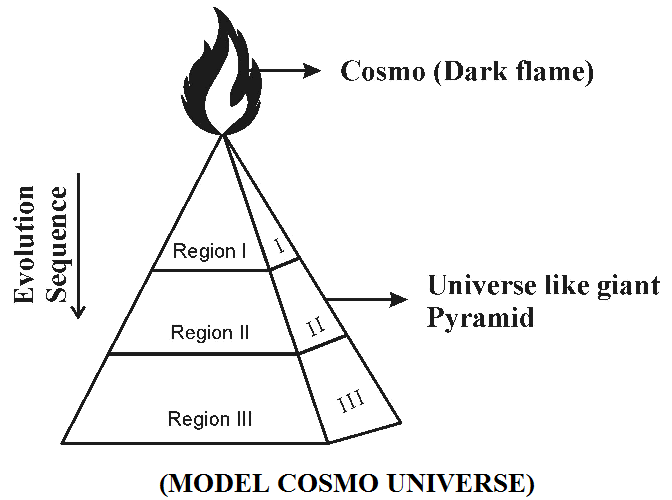 Cosmo (Dark flame)
Evolution
Sequence
Region I
I
Universe like giant
Pyramid
Region II
II
Region III
III
(MODEL COSMO UNIVERSE)